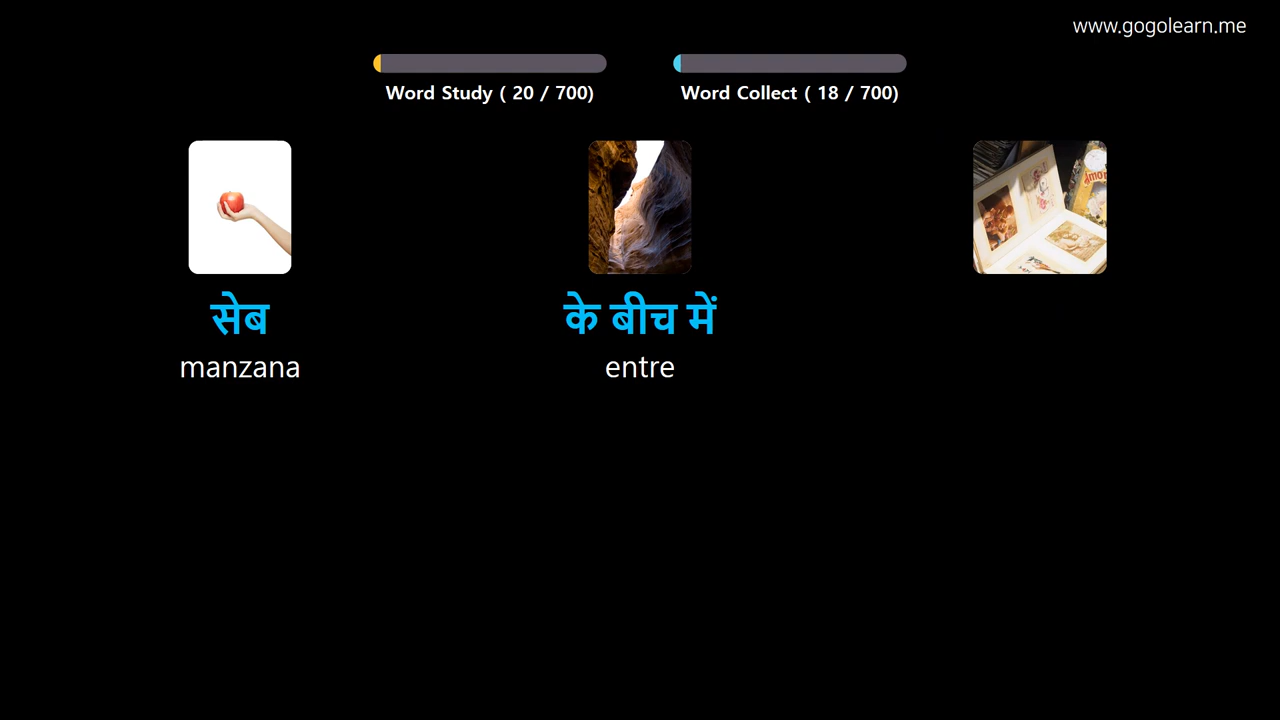 www.gogolearn.me
Word Study ( 20 / 700)
Word Collect ( 18 / 700)
सेब
के बीच में
manzana
entre